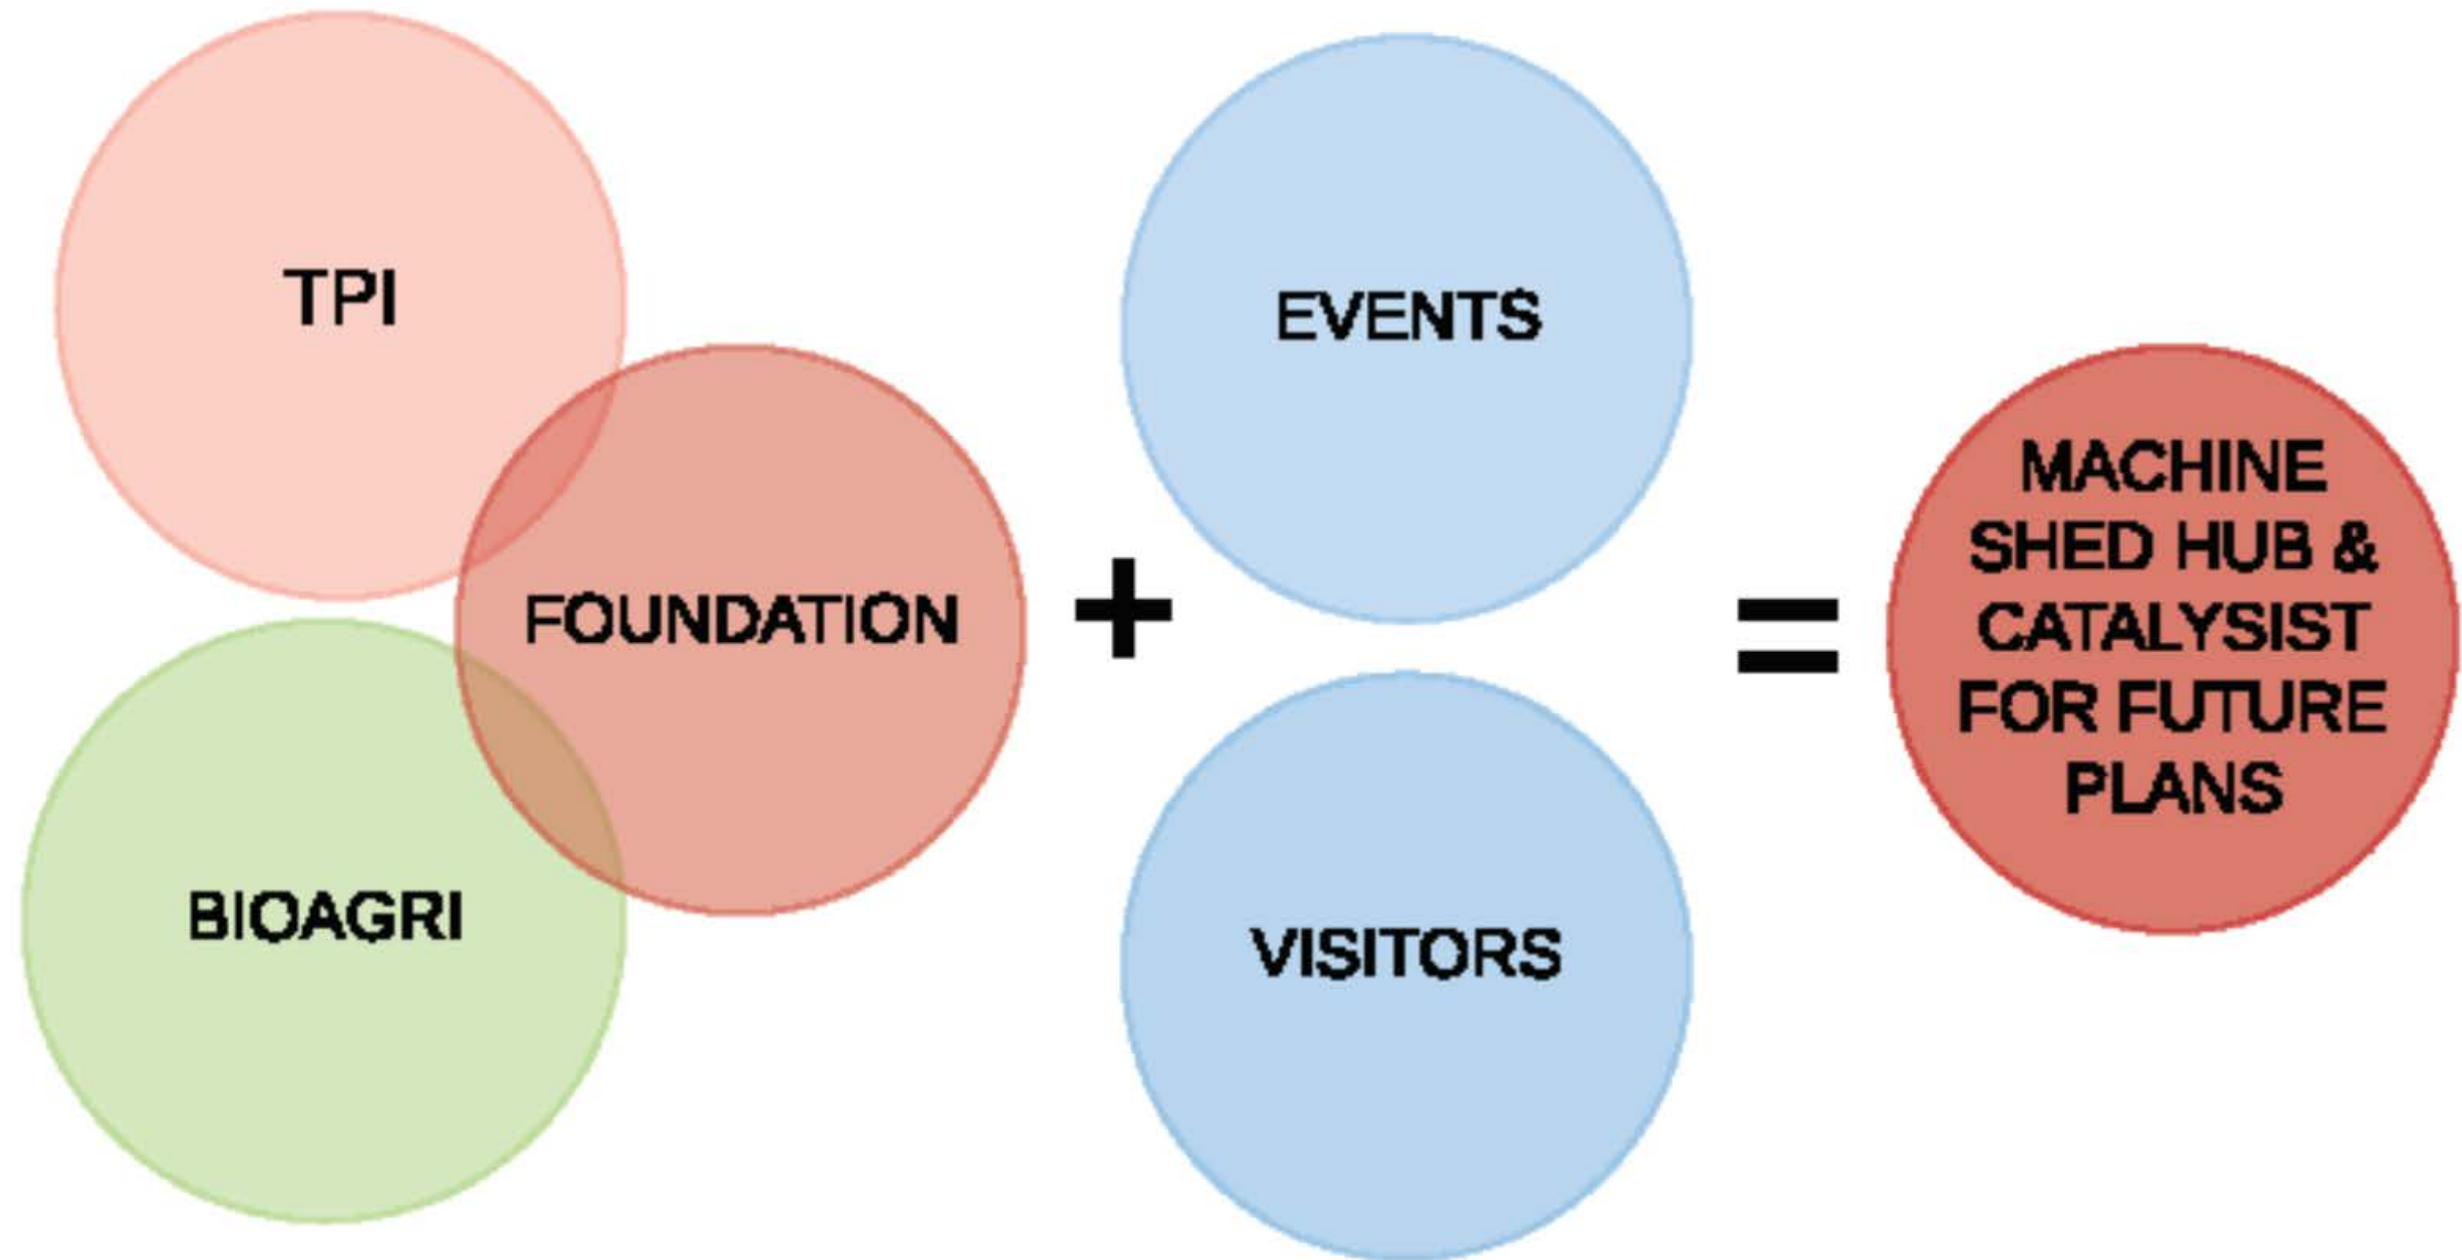 TPI
BIOAGRI
FOUNDATION
+
EVENTS
VISITORS
=
MACHINE
SHED HUB &
CATALYSIST
FOR FUTURE
PLANS